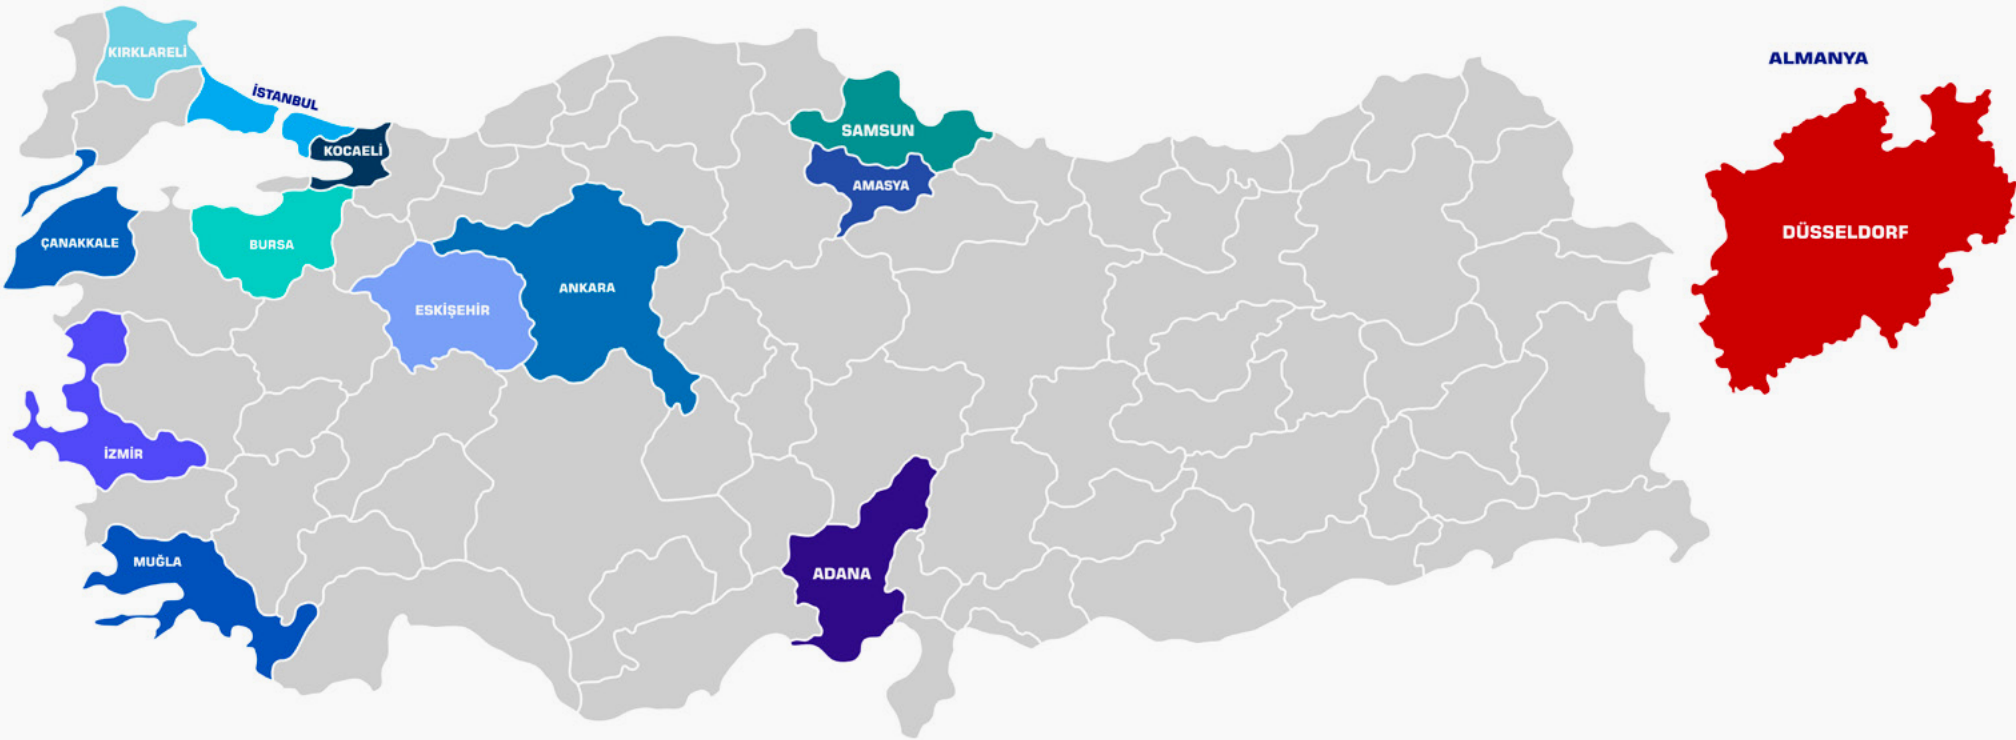 KIRKLARELİ
İSTANBUL
KOCAELİ
SAMSUN
AMASYA
ÇANAKKALE
BURSA
ESKİŞEHİR
ANKARA
İZMİR
MUĞLA
ADANA
ALMANYA
DÜSSELDORF